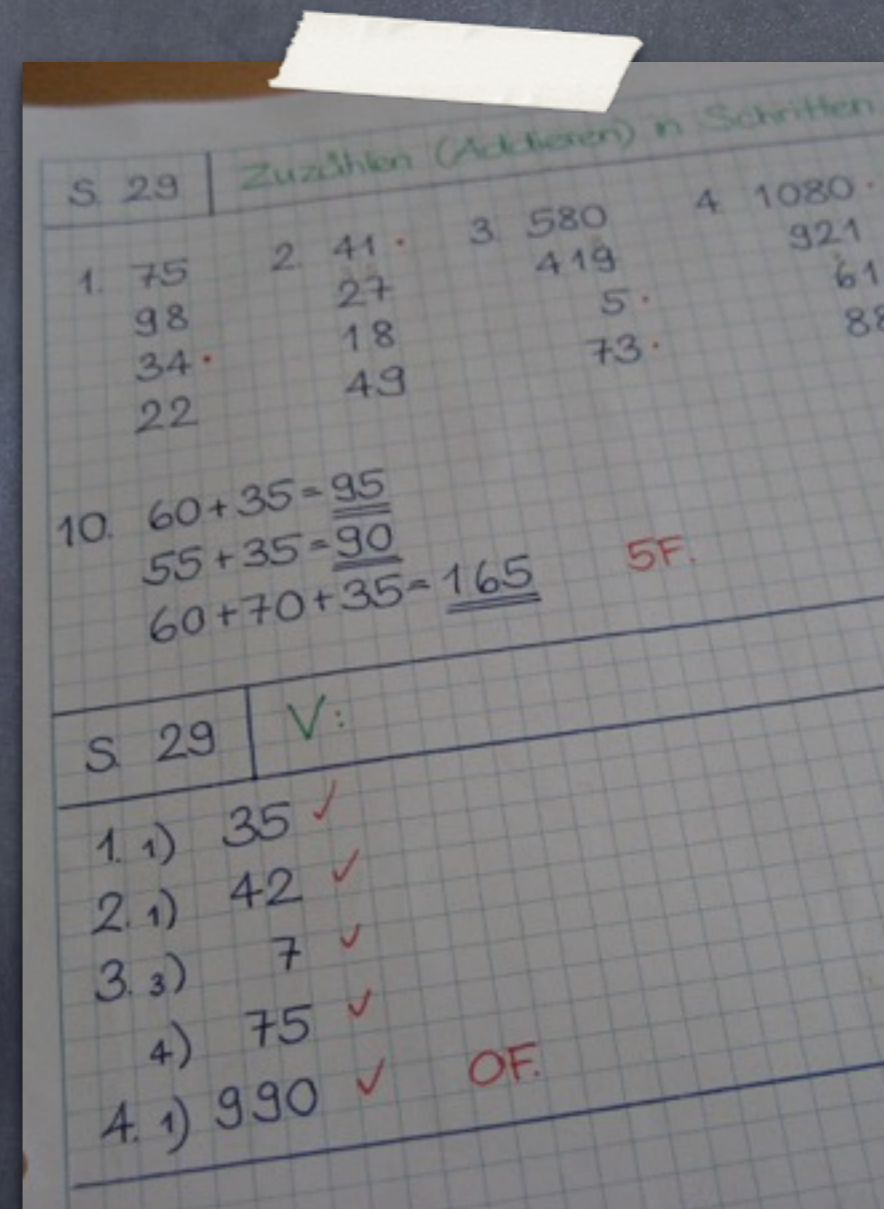 S. 29 Zuzählen (Addieren) in Schritten
1. 75 2. 41 . 3. 580 4. 1080 .
98 27 419 921
34 . 18 5 . 61
22 49 73 . 88
10. 60 + 35 = 95
55 + 35 = 90
60 + 70 + 35 = 165 5F.
S. 29 V:
1. 1) 35 ✓
2. 1) 42 ✓
3. 3) 7 ✓
4) 75 ✓
4. 1) 990 ✓ 0F.